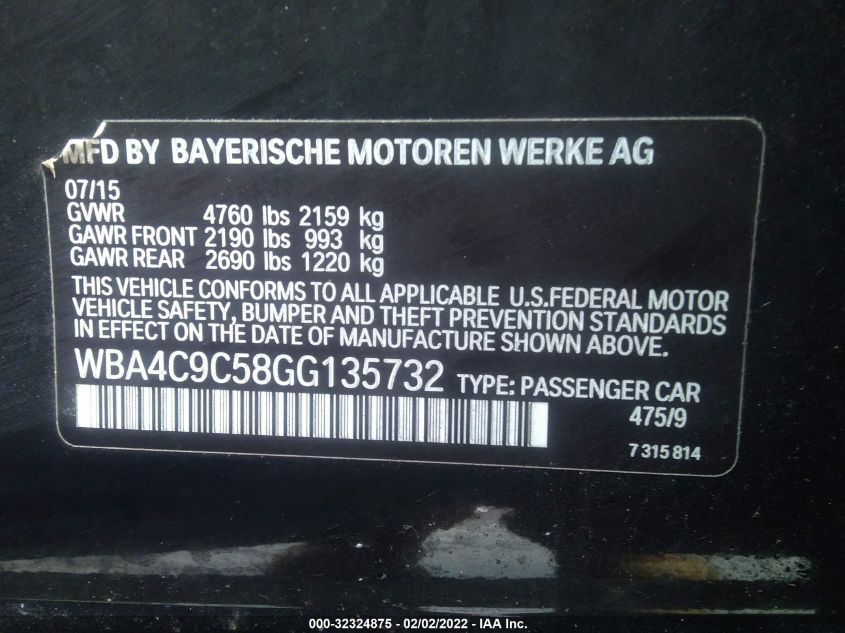 MFD BY BAYERISCHE MOTOREN WERKE AG
07/15
GVWR 4760 lbs 2159 kg
GAWR FRONT 2190 lbs 993 kg
GAWR REAR 2690 lbs 1220 kg
THIS VEHICLE CONFORMS TO ALL APPLICABLE U.S.FEDERAL MOTOR
VEHICLE SAFETY, BUMPER AND THEFT PREVENTION STANDARDS
IN EFFECT ON THE DATE OF MANUFACTURE SHOWN ABOVE.
WBA4C9C58GG135732 TYPE: PASSENGER CAR
475/9
7 315 814
000-32324875 - 02/02/2022 - IAA Inc.